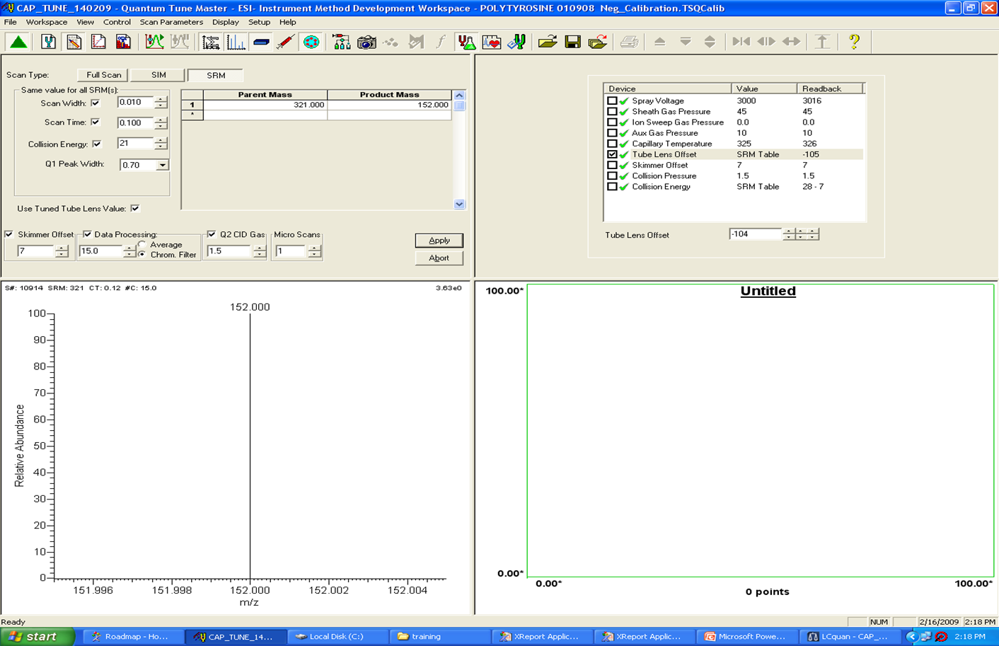 CAP_TUNE_140209 - Quantum Tune Master - ESI- Instrument Method Development Workspace - POLYTYROSINE 010908  Neg_Calibration.TSQCalib
File Workspace View Control Scan Parameters Display Setup Help
Scan Type: Full Scan SIM SRM
Same value for all SRM(s):
Scan Width: 0.010
Scan Time: 0.100
Collision Energy: 21
Q1 Peak Width: 0.70
Use Tuned Tube Lens Value:
Parent Mass Product Mass
1 321.000 152.000
*
Skimmer Offset Data Processing: Q2 CID Gas Micro Scans
7 15.0 Average 1.5 1
Chrom. Filter
Apply
Abort
Device Value Readback
Spray Voltage 3000 3016
Sheath Gas Pressure 45 45
Ion Sweep Gas Pressure 0.0 0.0
Aux Gas Pressure 10 10
Capillary Temperature 325 326
Tube Lens Offset SRM Table -105
Skimmer Offset 7 7
Collision Pressure 1.5 1.5
Collision Energy SRM Table 28 - 7
Tube Lens Offset -104
S#: 10914 SRM: 321 CT: 0.12 #C: 15.0 3.63e0
152.000
100
90
80
70
60
50
40
30
20
10
0
Relative Abundance
151.996 151.998 152.000 152.002 152.004
m/z
100.00* Untitled
0.00*
0.00* 100.00*
0 points
Ready NUM 2/16/2009 2:18 PM
start Roadmap - Ho... CAP_TUNE_14... Local Disk (C:) training XReport Applic... XReport Applic... Microsoft Powe... LCquan - CAP_... 2:18 PM